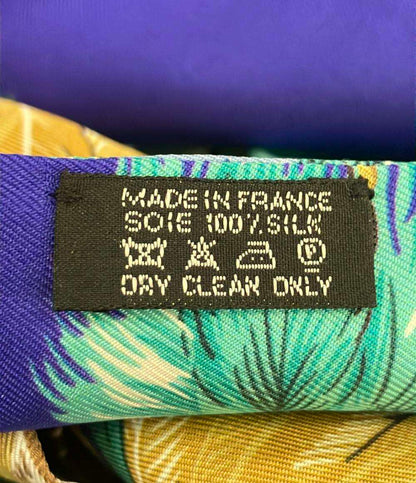 MADE IN FRANCE
SOIE 100% SILK
P
DRY CLEAN ONLY